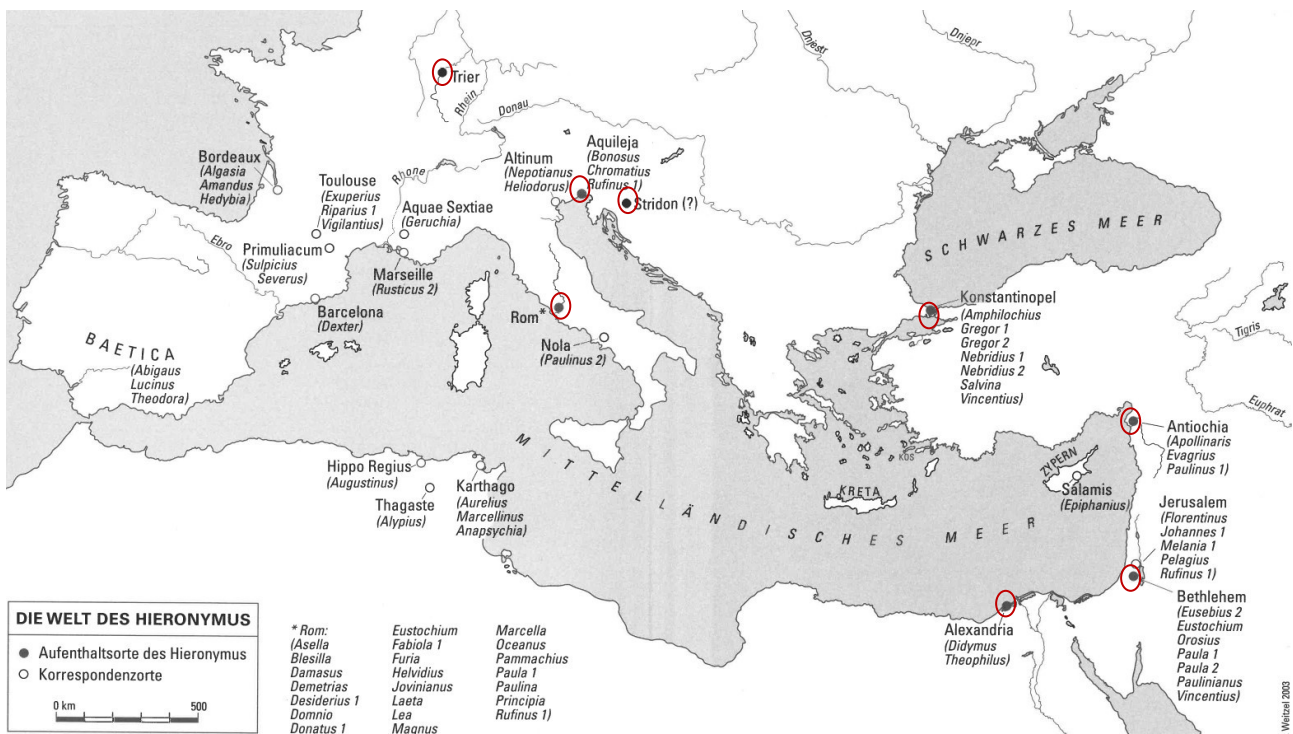 Dnjestr
Dnjepr
Trier
Rhein
Donau
Bordeaux
(Algasia
Amandus
Hedybia)
Toulouse
(Exuperius
Riparius 1
Vigilantius)
Rhone
Aquae Sextiae
(Geruchia)
Altinum
(Nepotianus
Heliodorus)
Aquileja
(Bonosus
Chromatius
Rufinus 1)
Stridon (?)
Ebro
Primuliacum
(Sulpicius
Severus)
Marseille
(Rusticus 2)
Barcelona
(Dexter)
Rom*
Nola
(Paulinus 2)
BAETICA
(Abigaus
Lucinus
Theodora)
SCHWARZES MEER
Konstantinopel
(Amphilochius
Gregor 1
Gregor 2
Nebridius 1
Nebridius 2
Salvina
Vincentius)
Tigris
Euphrat
Antiochia
(Apollinaris
Evagrius
Paulinus 1)
ZYPERN
Salamis
(Epiphanius)
KOS
KRETA
MITTELLÄNDISCHES MEER
Hippo Regius
(Augustinus)
Thagaste
(Alypius)
Karthago
(Aurelius
Marcellinus
Anapsychia)
Jerusalem
(Florentinus
Johannes 1
Melania 1
Pelagius
Rufinus 1)
Bethlehem
(Eusebius 2
Eustochium
Orosius
Paula 1
Paula 2
Paulinianus
Vincentius)
Alexandria
(Didymus
Theophilus)
DIE WELT DES HIERONYMUS
Aufenthaltsorte des Hieronymus
Korrespondenzorte
0 km 500
* Rom:
(Asella
Blesilla
Damasus
Demetrias
Desiderius 1
Domnio
Donatus 1
Eustochium
Fabiola 1
Furia
Helvidius
Jovinianus
Laeta
Lea
Magnus
Marcella
Oceanus
Pammachius
Paula 1
Paulina
Principia
Rufinus 1)
Weitzel 2003